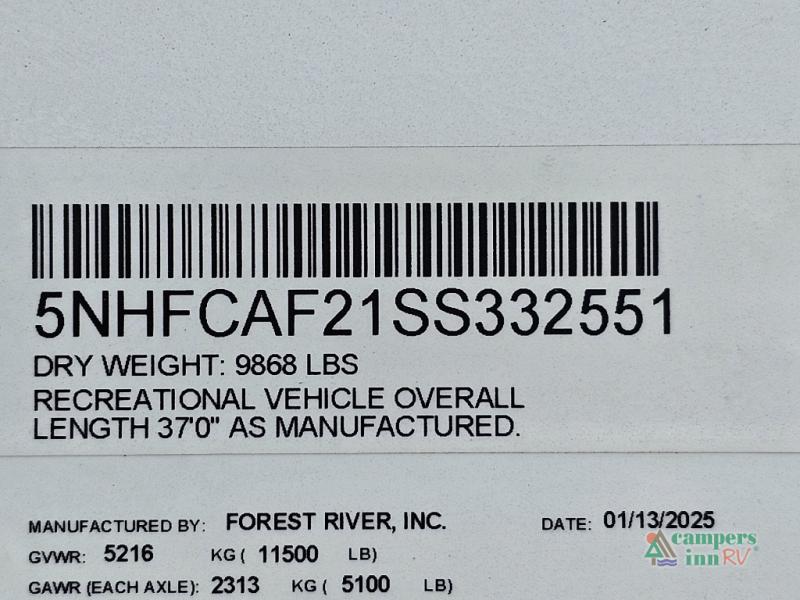 5NHFCAF21SS332551
DRY WEIGHT: 9868 LBS
RECREATIONAL VEHICLE OVERALL
LENGTH 37'0" AS MANUFACTURED.
MANUFACTURED BY: FOREST RIVER, INC. DATE: 01/13/2025
GVWR: 5216 KG ( 11500 LB)
GAWR (EACH AXLE): 2313 KG ( 5100 LB)
campers
inn RV